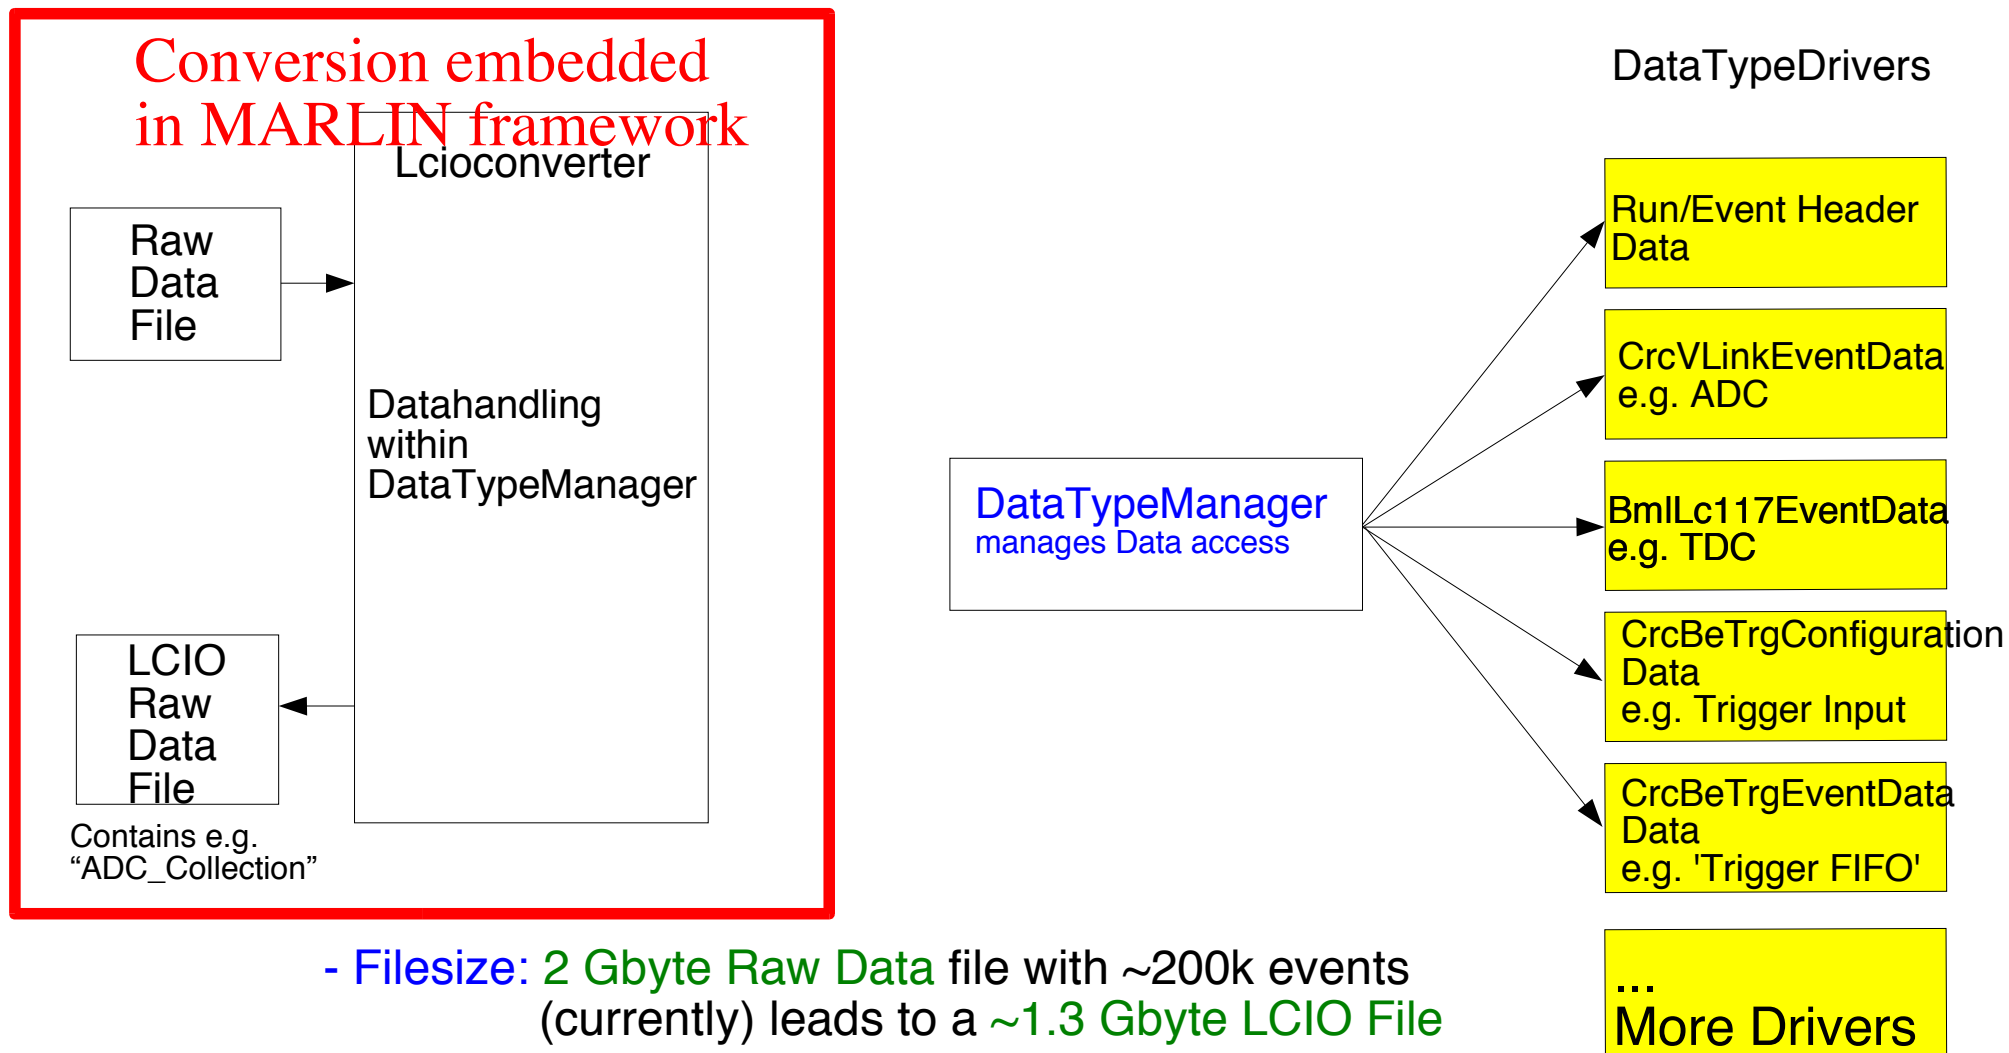 Conversion embedded
in MARLIN framework
Lcioconverter
Raw
Data
File
Datahandling
within
DataTypeManager
LCIO
Raw
Data
File
Contains e.g.
“ADC_Collection”
DataTypeManager
manages Data access
DataTypeDrivers
Run/Event Header
Data
CrcVLinkEventData
e.g. ADC
BmlLc117EventData
e.g. TDC
CrcBeTrgConfiguration
Data
e.g. Trigger Input
CrcBeTrgEventData
Data
e.g. 'Trigger FIFO'
...
More Drivers
- Filesize: 2 Gbyte Raw Data file with ~200k events
(currently) leads to a ~1.3 Gbyte LCIO File